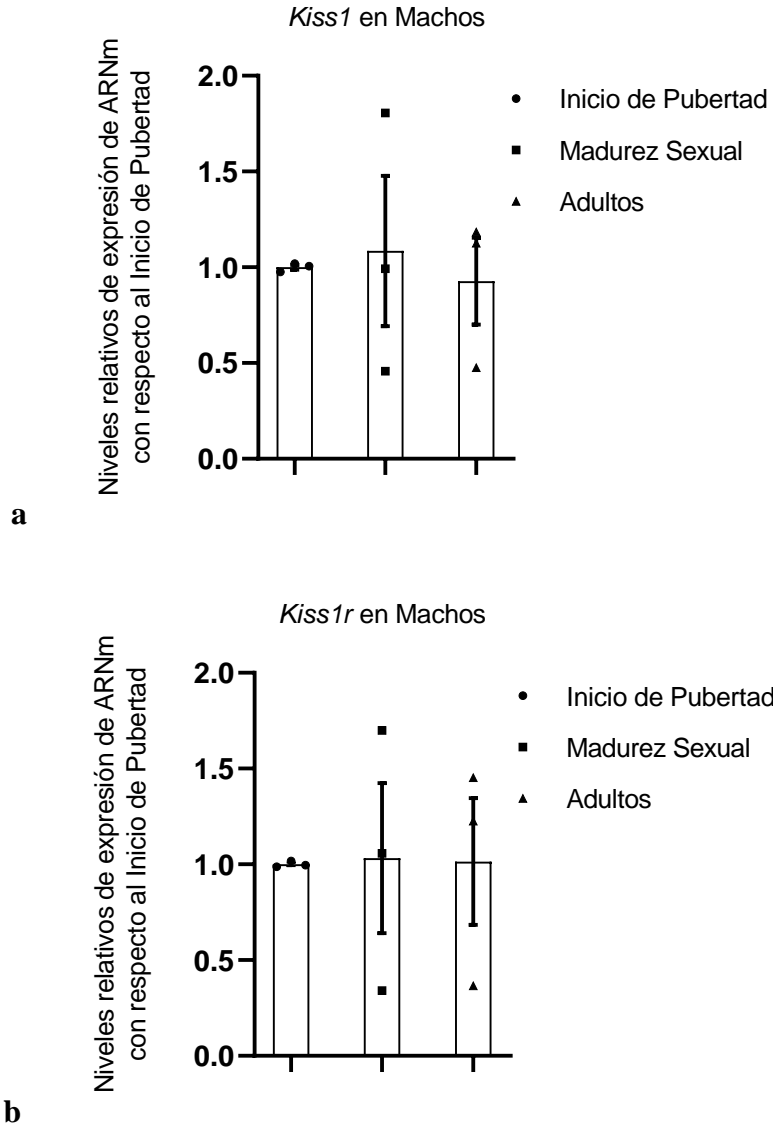 Kiss1 en Machos
Niveles relativos de expresión de ARNm
con respecto al Inicio de Pubertad
2.0
1.5
1.0
0.5
0.0
Inicio de Pubertad
Madurez Sexual
Adultos
a
Kiss1r en Machos
Niveles relativos de expresión de ARNm
con respecto al Inicio de Pubertad
2.0
1.5
1.0
0.5
0.0
Inicio de Pubertad
Madurez Sexual
Adultos
b